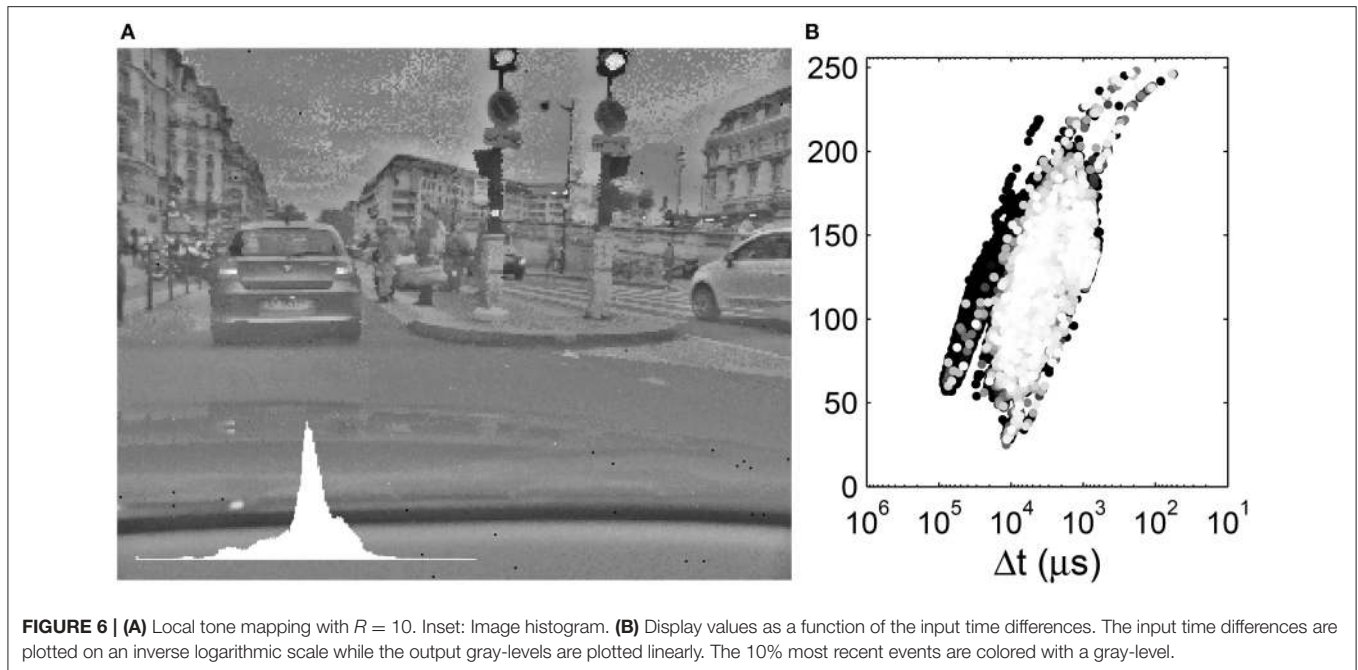 A
B
250
200
150
100
50
0
10^6 10^5 10^4 10^3 10^2 10^1
Δt (μs)
FIGURE 6 | (A) Local tone mapping with R = 10. Inset: Image histogram. (B) Display values as a function of the input time differences. The input time differences are
plotted on an inverse logarithmic scale while the output gray-levels are plotted linearly. The 10% most recent events are colored with a gray-level.